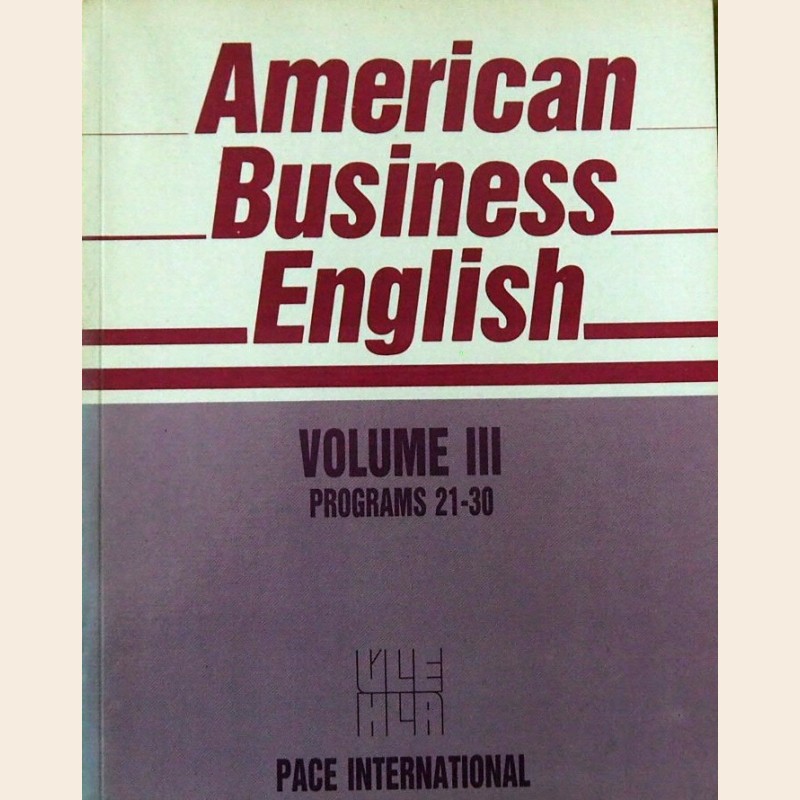 American
Business
English
VOLUME III
PROGRAMS 21-30
PACE INTERNATIONAL